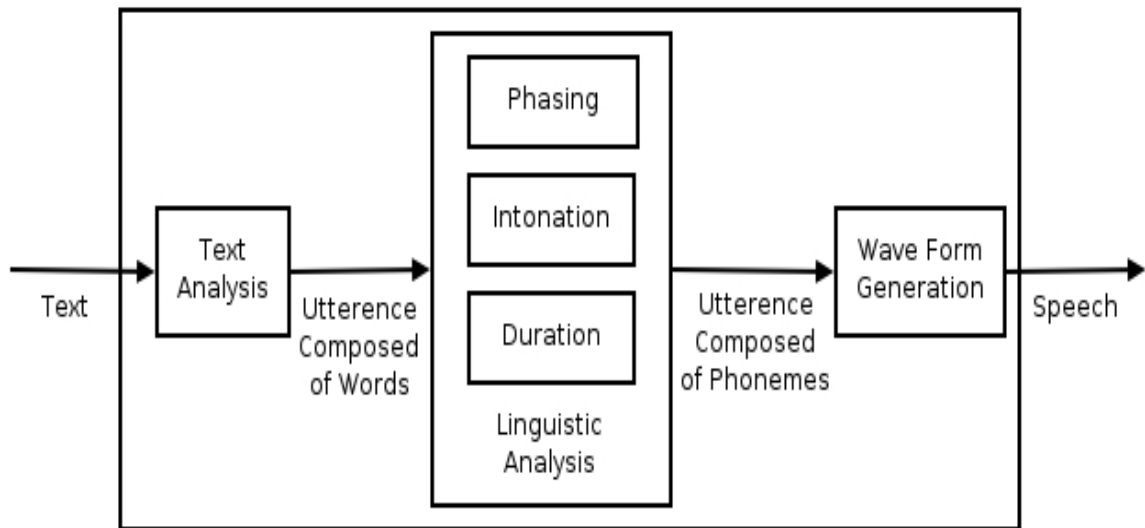 Text
Text
Analysis
Utterence
Composed
of Words
Phasing
Intonation
Duration
Linguistic
Analysis
Utterence
Composed
of Phonemes
Wave Form
Generation
Speech